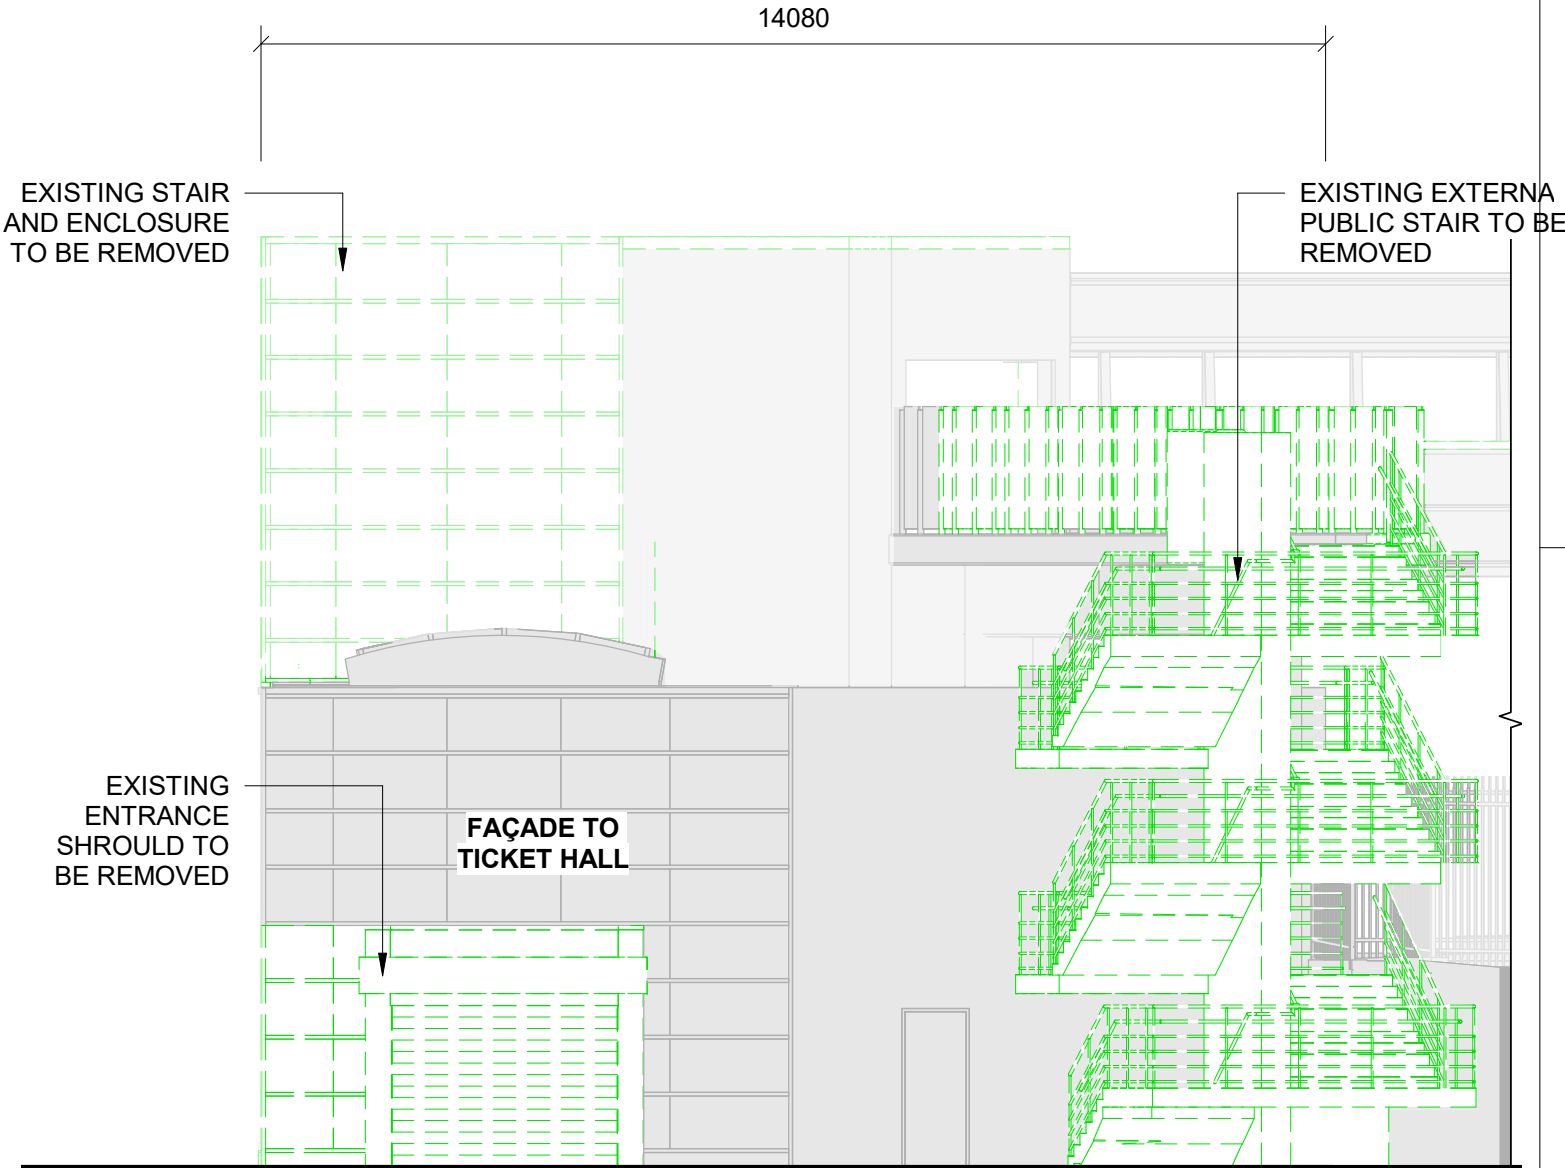 14080
EXISTING STAIR
AND ENCLOSURE
TO BE REMOVED
EXISTING EXTERNA
PUBLIC STAIR TO BE
REMOVED
EXISTING
ENTRANCE
SHROULD TO
BE REMOVED
FAÇADE TO
TICKET HALL